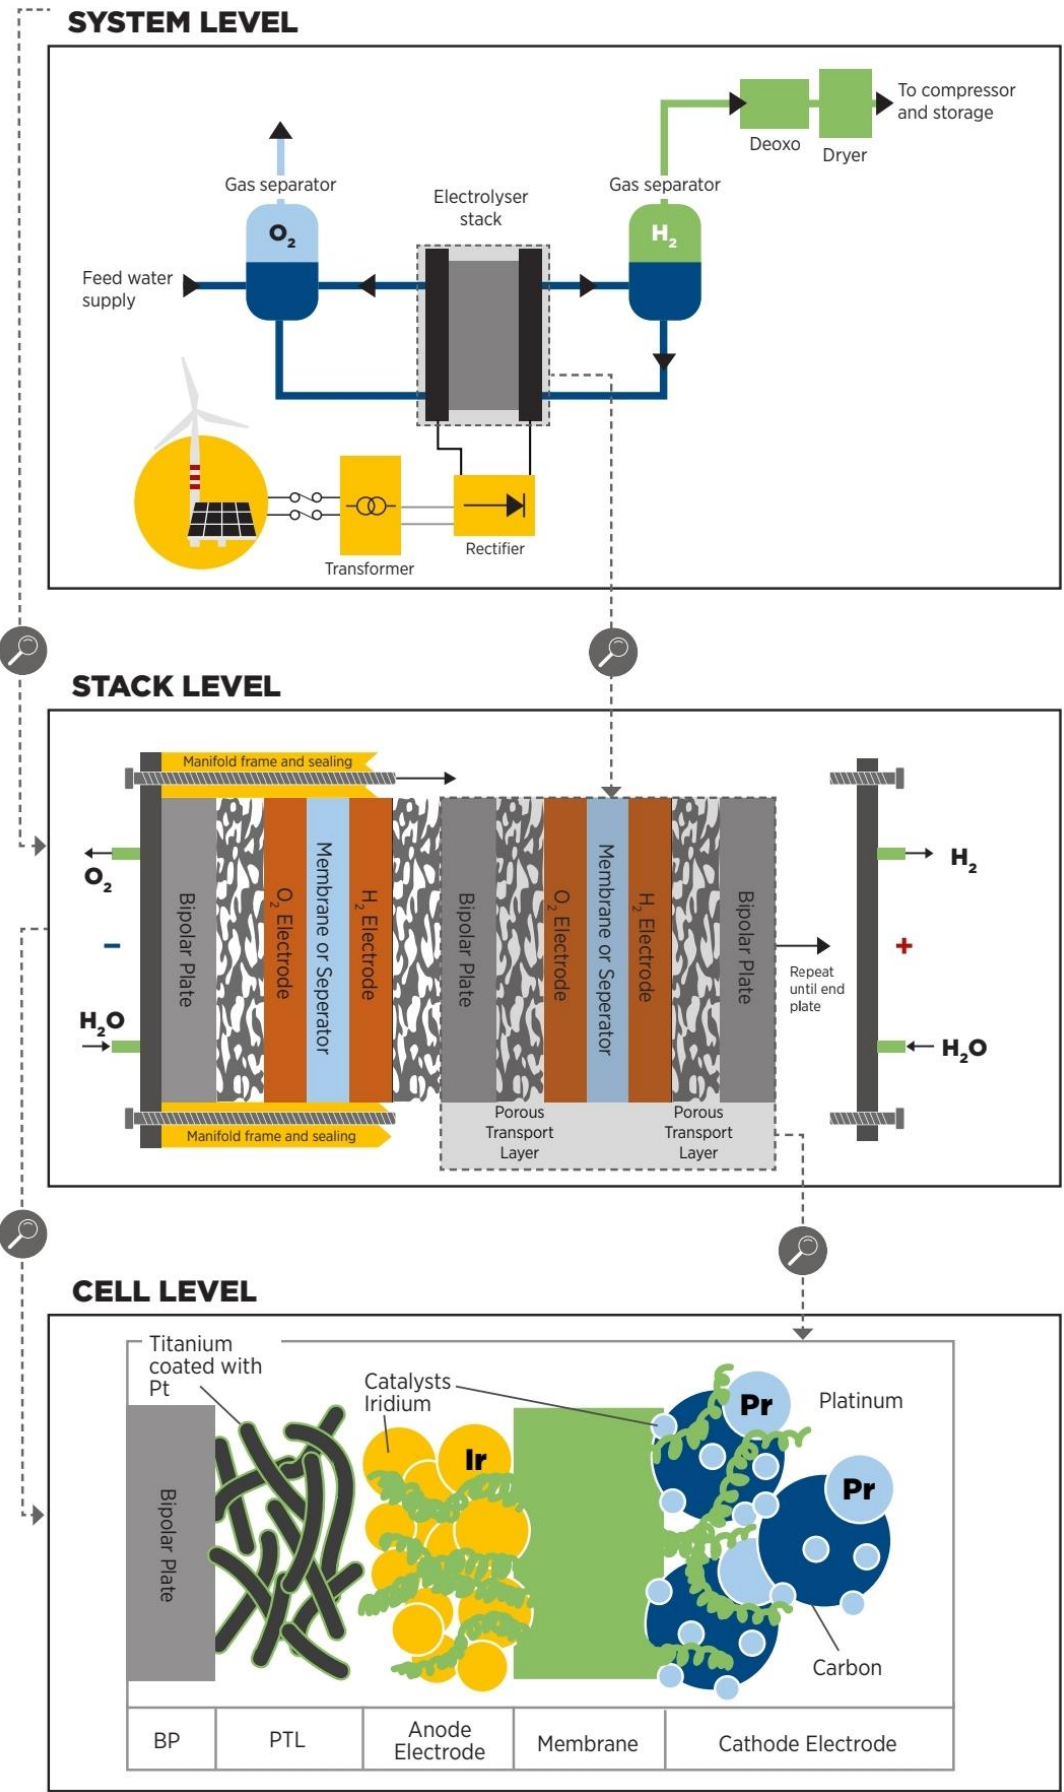 SYSTEM LEVEL
To compressor
and storage
Deoxo
Dryer
Gas separator
Electrolyser
stack
Gas separator
O₂
H₂
Feed water
supply
Transformer
Rectifier
STACK LEVEL
Manifold frame and sealing
O₂
H₂
Bipolar Plate
O₂ Electrode
Membrane or Seperator
H₂ Electrode
Bipolar Plate
O₂ Electrode
Membrane or Seperator
H₂ Electrode
Bipolar Plate
−
+
Repeat
until end
plate
H₂O
H₂O
Porous
Transport
Layer
Porous
Transport
Layer
Manifold frame and sealing
CELL LEVEL
Titanium
coated with
Pt
Catalysts
Iridium
Ir
Pr
Platinum
Pr
Bipolar Plate
Carbon
BP
PTL
Anode
Electrode
Membrane
Cathode Electrode